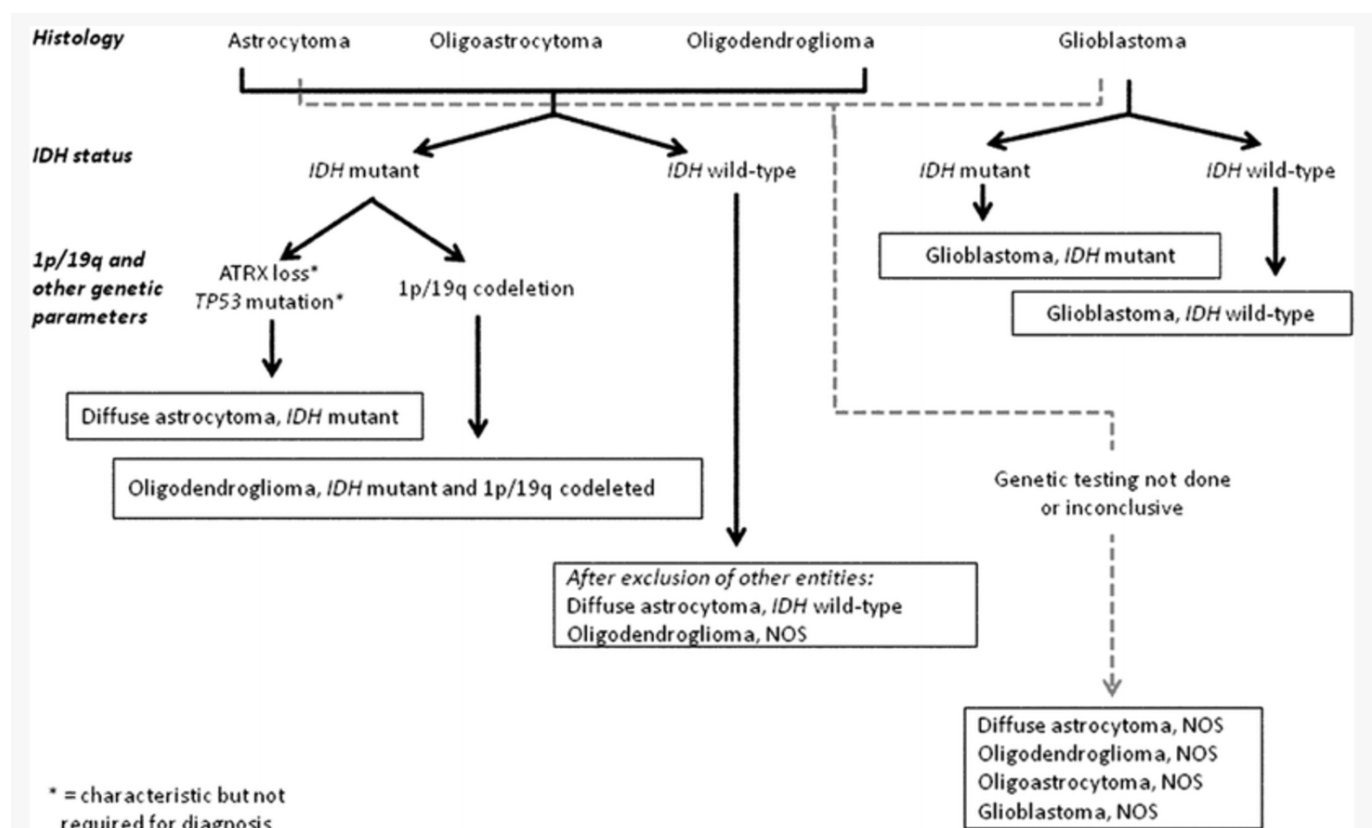 Histology
Astrocytoma
Oligoastrocytoma
Oligodendroglioma
Glioblastoma
IDH status
IDH mutant
IDH wild-type
IDH mutant
IDH wild-type
1p/19q and
other genetic
parameters
ATRX loss*
TP53 mutation*
1p/19q codeletion
Glioblastoma, IDH mutant
Glioblastoma, IDH wild-type
Diffuse astrocytoma, IDH mutant
Oligodendroglioma, IDH mutant and 1p/19q codeleted
Genetic testing not done
or inconclusive
After exclusion of other entities:
Diffuse astrocytoma, IDH wild-type
Oligodendroglioma, NOS
Diffuse astrocytoma, NOS
Oligodendroglioma, NOS
Oligoastrocytoma, NOS
Glioblastoma, NOS
* = characteristic but not
required for diagnosis